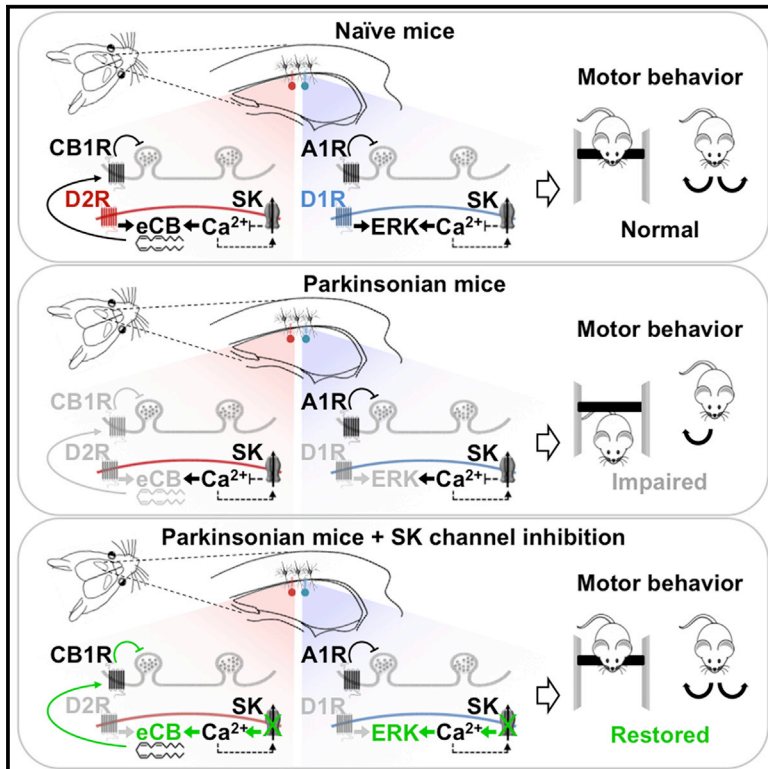 Naïve mice
Motor behavior
CB1R
A1R
D2R
SK
D1R
SK
eCB
Ca2+
ERK
Ca2+
Normal
Parkinsonian mice
Motor behavior
CB1R
A1R
D2R
SK
D1R
SK
eCB
Ca2+
ERK
Ca2+
Impaired
Parkinsonian mice + SK channel inhibition
Motor behavior
CB1R
A1R
D2R
SK
D1R
SK
eCB
Ca2+
ERK
Ca2+
Restored